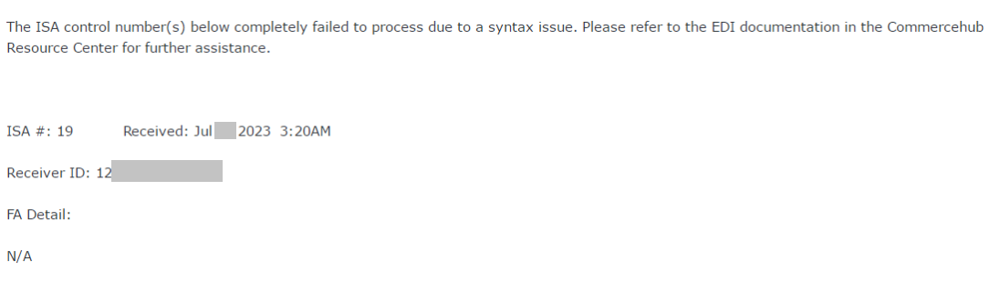 The ISA control number(s) below completely failed to process due to a syntax issue. Please refer to the EDI documentation in the Commercehub
Resource Center for further assistance.
ISA #: 19 Received: Jul 2023 3:20AM
Receiver ID: 12
FA Detail:
N/A